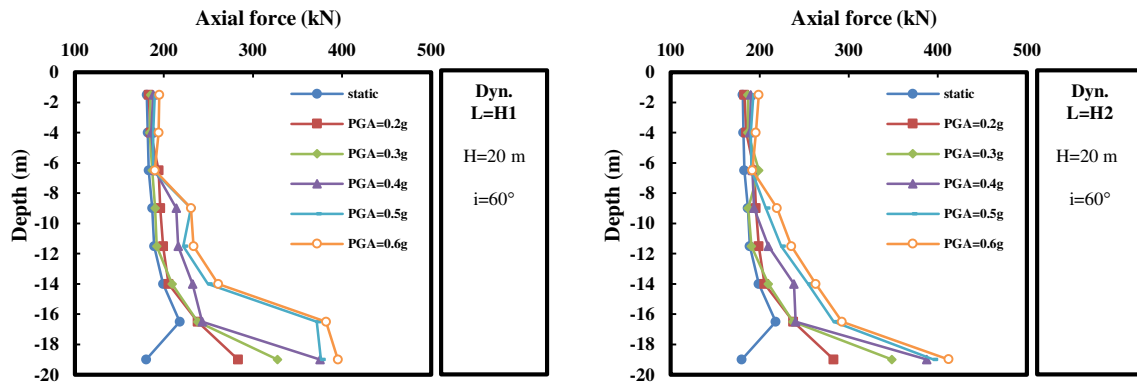 Axial force (kN)
100 200 300 400 500
0
-2
-4
-6
-8
-10
-12
-14
-16
-18
-20
Depth (m)
static
PGA=0.2g
PGA=0.3g
PGA=0.4g
PGA=0.5g
PGA=0.6g
Dyn.
L=H1
H=20 m
i=60°
Axial force (kN)
100 200 300 400 500
0
-2
-4
-6
-8
-10
-12
-14
-16
-18
-20
Depth (m)
static
PGA=0.2g
PGA=0.3g
PGA=0.4g
PGA=0.5g
PGA=0.6g
Dyn.
L=H2
H=20 m
i=60°